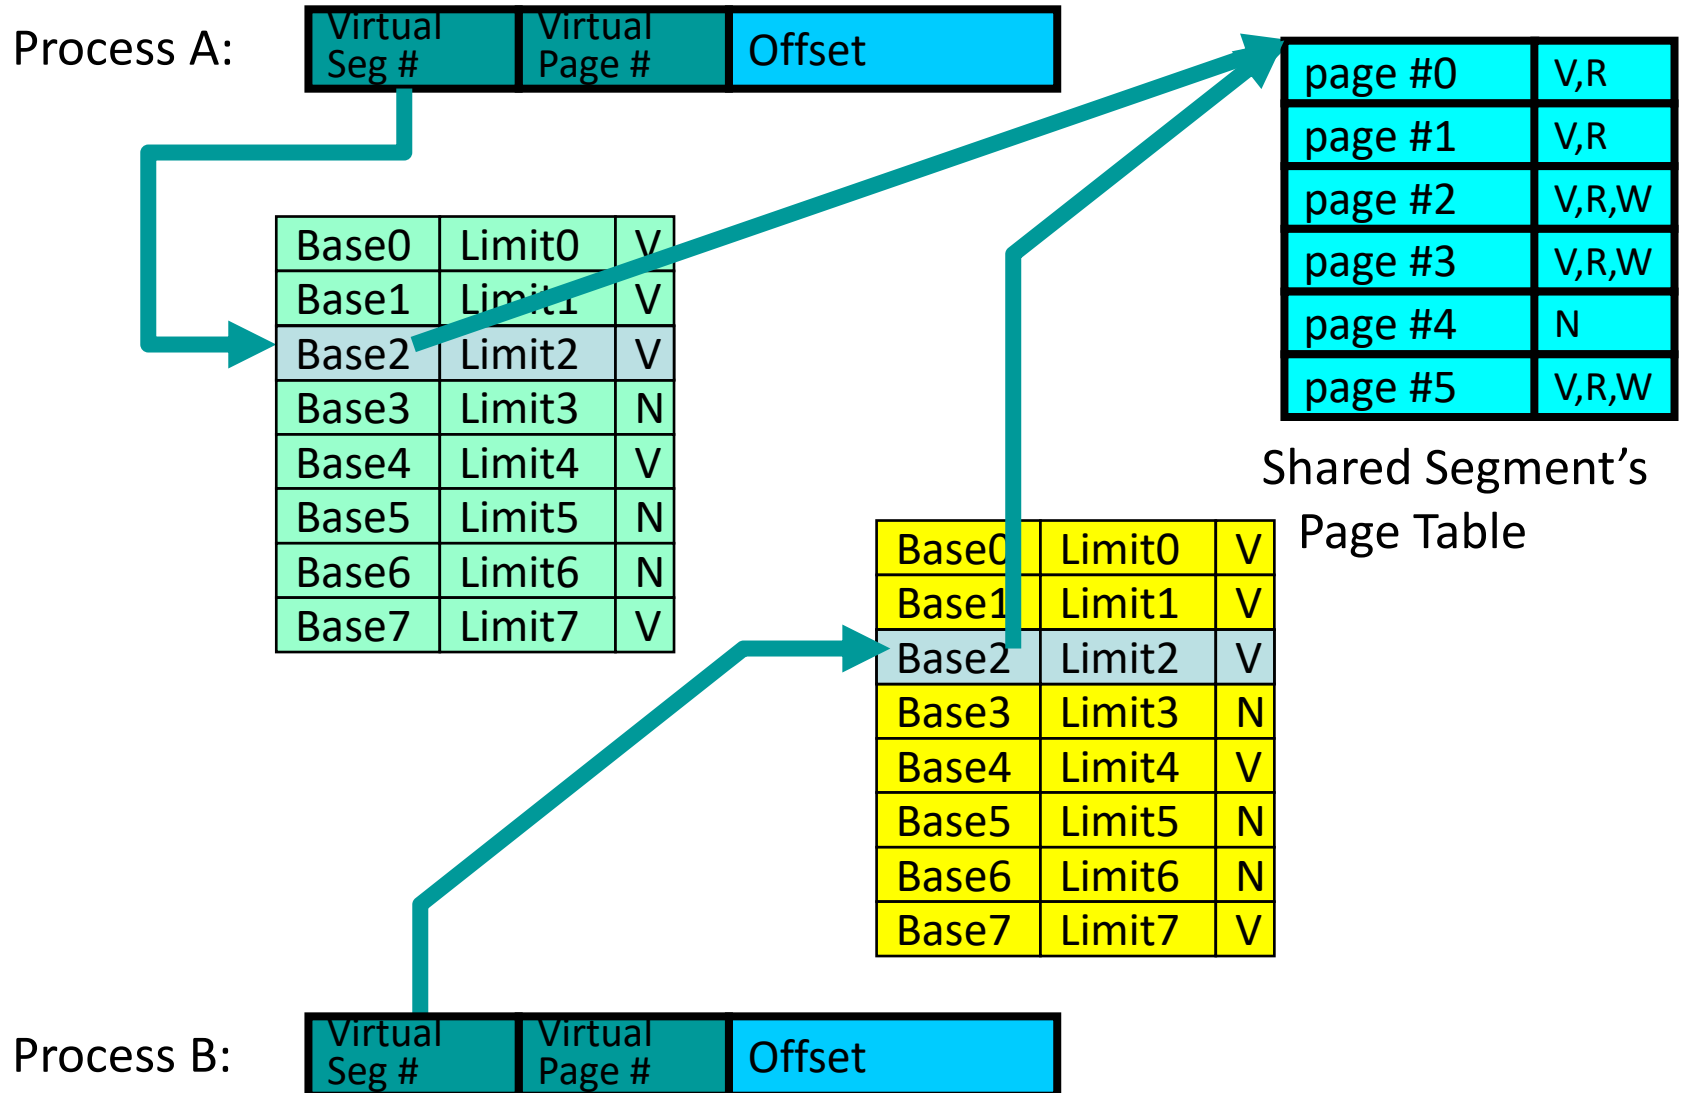 Process A:
Virtual
Seg #
Virtual
Page #
Offset
page #0 V,R
page #1 V,R
page #2 V,R,W
page #3 V,R,W
page #4 N
page #5 V,R,W
Shared Segment’s
Page Table
Base0 Limit0 V
Base1 Limit1 V
Base2 Limit2 V
Base3 Limit3 N
Base4 Limit4 V
Base5 Limit5 N
Base6 Limit6 N
Base7 Limit7 V
Base0 Limit0 V
Base1 Limit1 V
Base2 Limit2 V
Base3 Limit3 N
Base4 Limit4 V
Base5 Limit5 N
Base6 Limit6 N
Base7 Limit7 V
Process B:
Virtual
Seg #
Virtual
Page #
Offset